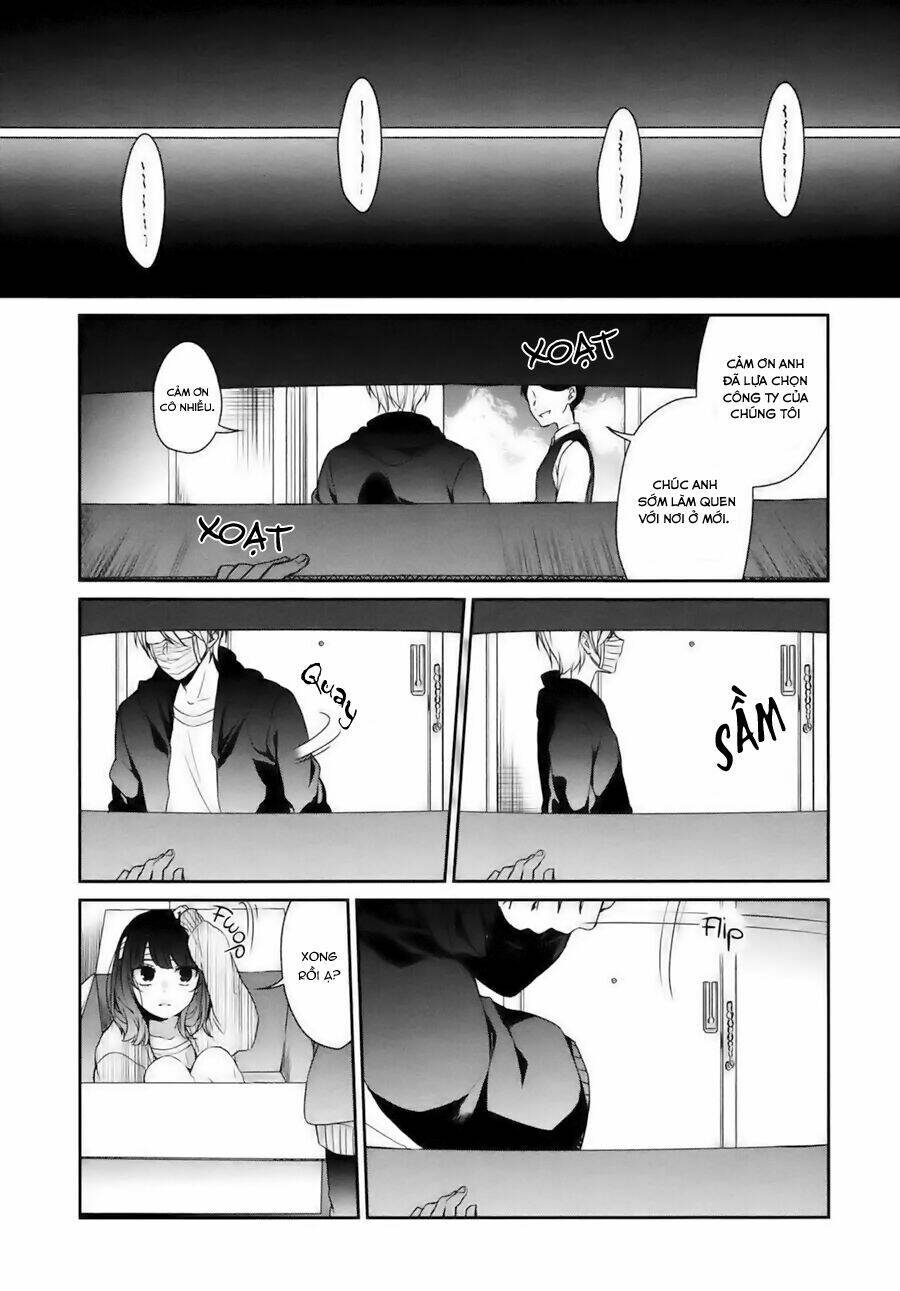 XOẠT
CẢM ƠN ANH
ĐÃ LỰA CHỌN
CÔNG TY CỦA
CHÚNG TÔI
CHÚC ANH
SỚM LÀM QUEN
VỚI NƠI Ở MỚI.
CẢM ƠN
CÔ NHIỀU.
XOẠT
Quay
SẦM
Fwop
XONG
RỒI Ạ?
Flip